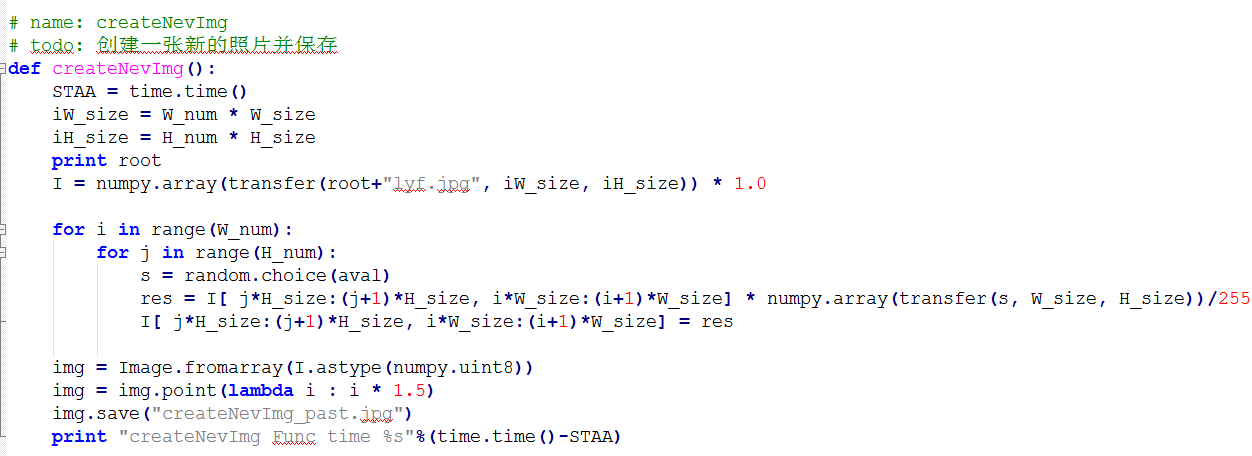 # name: createNevImg
# todo: 创建一张新的照片并保存
def createNevImg():
    STAA = time.time()
    iW_size = W_num * W_size
    iH_size = H_num * H_size
    print root
    I = numpy.array(transfer(root+"lyf.jpg", iW_size, iH_size)) * 1.0

    for i in range(W_num):
        for j in range(H_num):
            s = random.choice(aval)
            res = I[ j*H_size:(j+1)*H_size, i*W_size:(i+1)*W_size] * numpy.array(transfer(s, W_size, H_size))/255
            I[ j*H_size:(j+1)*H_size, i*W_size:(i+1)*W_size] = res

    img = Image.fromarray(I.astype(numpy.uint8))
    img = img.point(lambda i : i * 1.5)
    img.save("createNevImg_past.jpg")
    print "createNevImg Func time %s"%(time.time()-STAA)